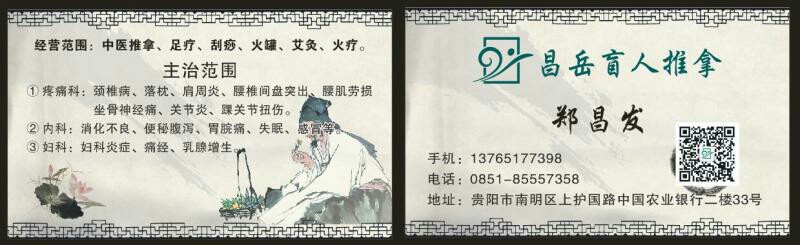 经营范围：中医推拿、足疗、刮痧、火罐、艾灸、火疗。
主治范围
①疼痛科：颈椎病、落枕、肩周炎、腰椎间盘突出、腰肌劳损
坐骨神经痛、关节炎、踝关节扭伤。
②内科：消化不良、便秘腹泻、胃脘痛、失眠、感冒等。
③妇科：妇科炎症、痛经、乳腺增生。
昌岳盲人推拿
郑昌发
手机：13765177398
电话：0851-85557358
地址：贵阳市南明区上护国路中国农业银行二楼33号